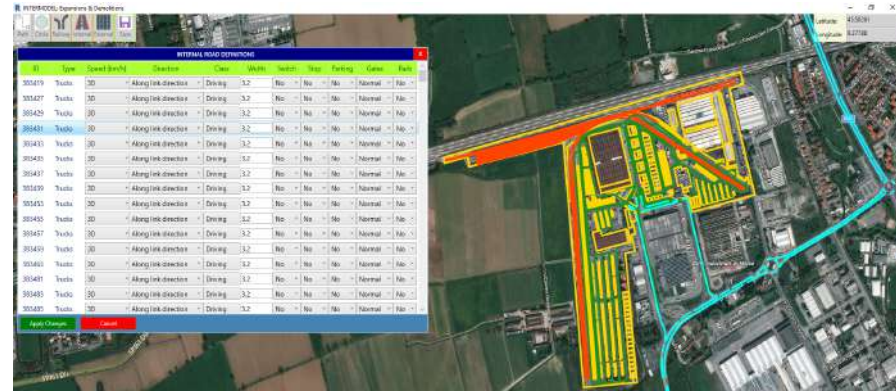 INTERMODEL: Expansions & Demolitions
Path Circle Railway Internal External Save
Latitude:
Longitude:
INTERNAL ROAD DEFINITIONS
ID Type Speed (km/h) Direction Class Width Switch Stop Parking Gates Rails
393419 Trucks 30 Along link direction Driving 3.2 No No No Normal No
393427 Trucks 30 Along link direction Driving 3.2 No No No Normal No
393429 Trucks 30 Along link direction Driving 3.2 No No No Normal No
393431 Trucks 30 Along link direction Driving 3.2 No No No Normal No
393433 Trucks 30 Along link direction Driving 3.2 No No No Normal No
393435 Trucks 30 Along link direction Driving 3.2 No No No Normal No
393437 Trucks 30 Along link direction Driving 3.2 No No No Normal No
393439 Trucks 30 Along link direction Driving 3.2 No No No Normal No
393453 Trucks 30 Along link direction Driving 3.2 No No No Normal No
393455 Trucks 30 Along link direction Driving 3.2 No No No Normal No
393457 Trucks 30 Along link direction Driving 3.2 No No No Normal No
393459 Trucks 30 Along link direction Driving 3.2 No No No Normal No
393463 Trucks 30 Along link direction Driving 3.2 No No No Normal No
393481 Trucks 30 Along link direction Driving 3.2 No No No Normal No
393483 Trucks 30 Along link direction Driving 3.2 No No No Normal No
393485 Trucks 30 Along link direction Driving 3.2 No No No Normal No
Apply Changes Cancel